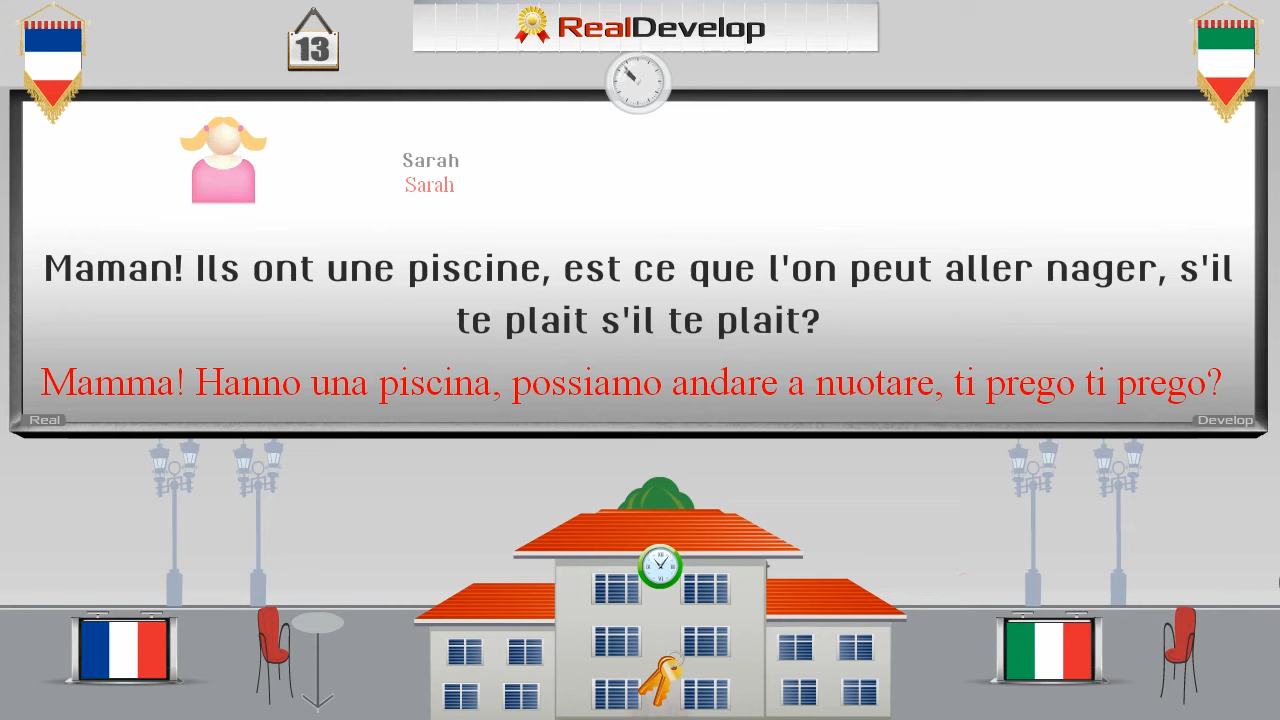 13
RealDevelop
Sarah
Sarah
Maman! Ils ont une piscine, est ce que l'on peut aller nager, s'il
te plait s'il te plait?
Mamma! Hanno una piscina, possiamo andare a nuotare, ti prego ti prego?
Real
Develop